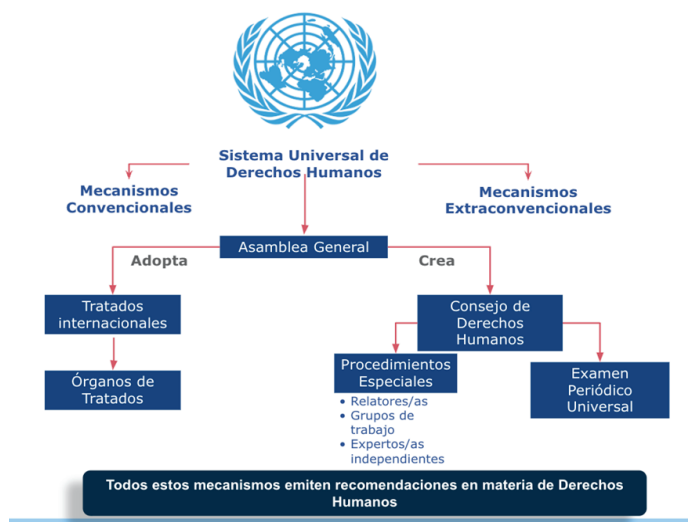 Sistema Universal de
Derechos Humanos
Mecanismos
Convencionales
Mecanismos
Extraconvencionales
Asamblea General
Adopta
Crea
Tratados
internacionales
Consejo de
Derechos
Humanos
Órganos de
Tratados
Procedimientos
Especiales
• Relatores/as
• Grupos de
trabajo
• Expertos/as
independientes
Examen
Periódico
Universal
Todos estos mecanismos emiten recomendaciones en materia de Derechos
Humanos